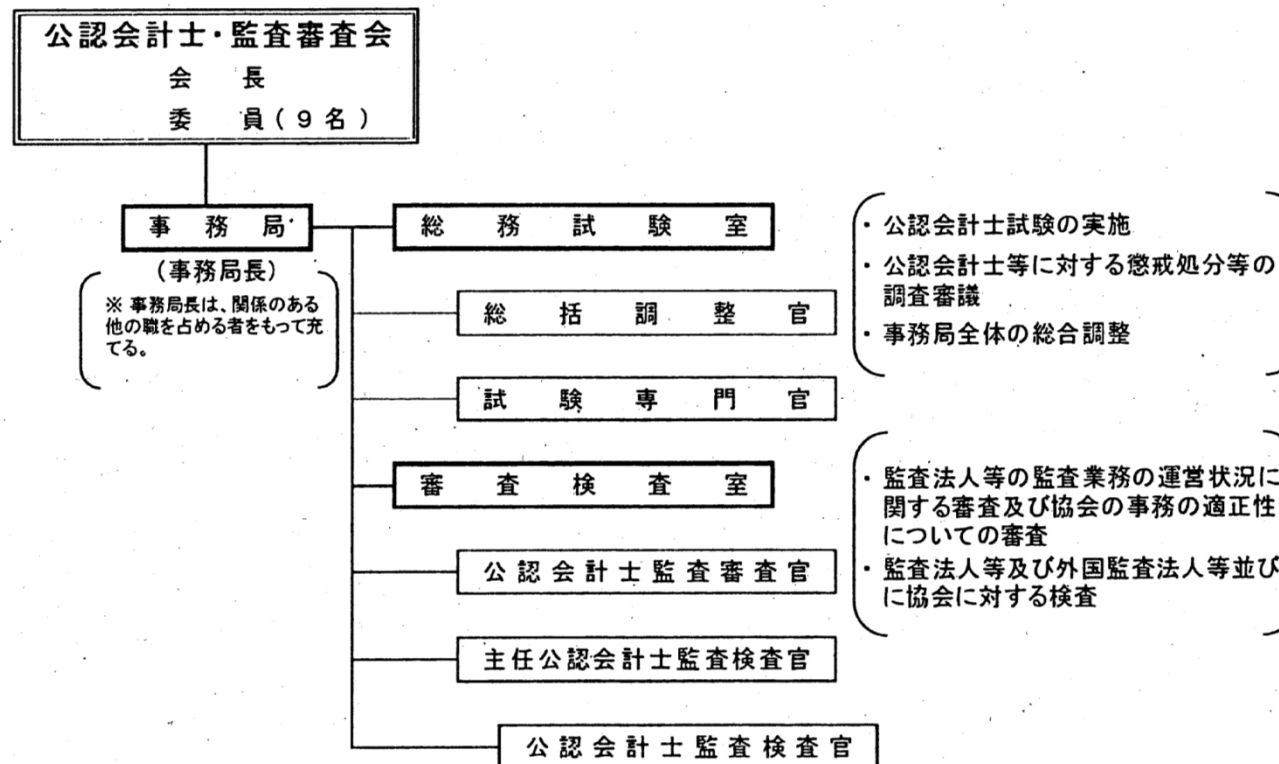 公認会計士・監査審査会
会長
委員(9名)
事務局
(事務局長)
※ 事務局長は、関係のある
他の職を占める者をもって充
てる。
総務試験室
総括調整官
試験専門官
・ 公認会計士試験の実施
・ 公認会計士等に対する懲戒処分等の
調査審議
・ 事務局全体の総合調整
審査検査室
公認会計士監査審査官
主任公認会計士監査検査官
公認会計士監査検査官
・ 監査法人等の監査業務の運営状況に
関する審査及び協会の事務の適正性
についての審査
・ 監査法人等及び外国監査法人等並び
に協会に対する検査